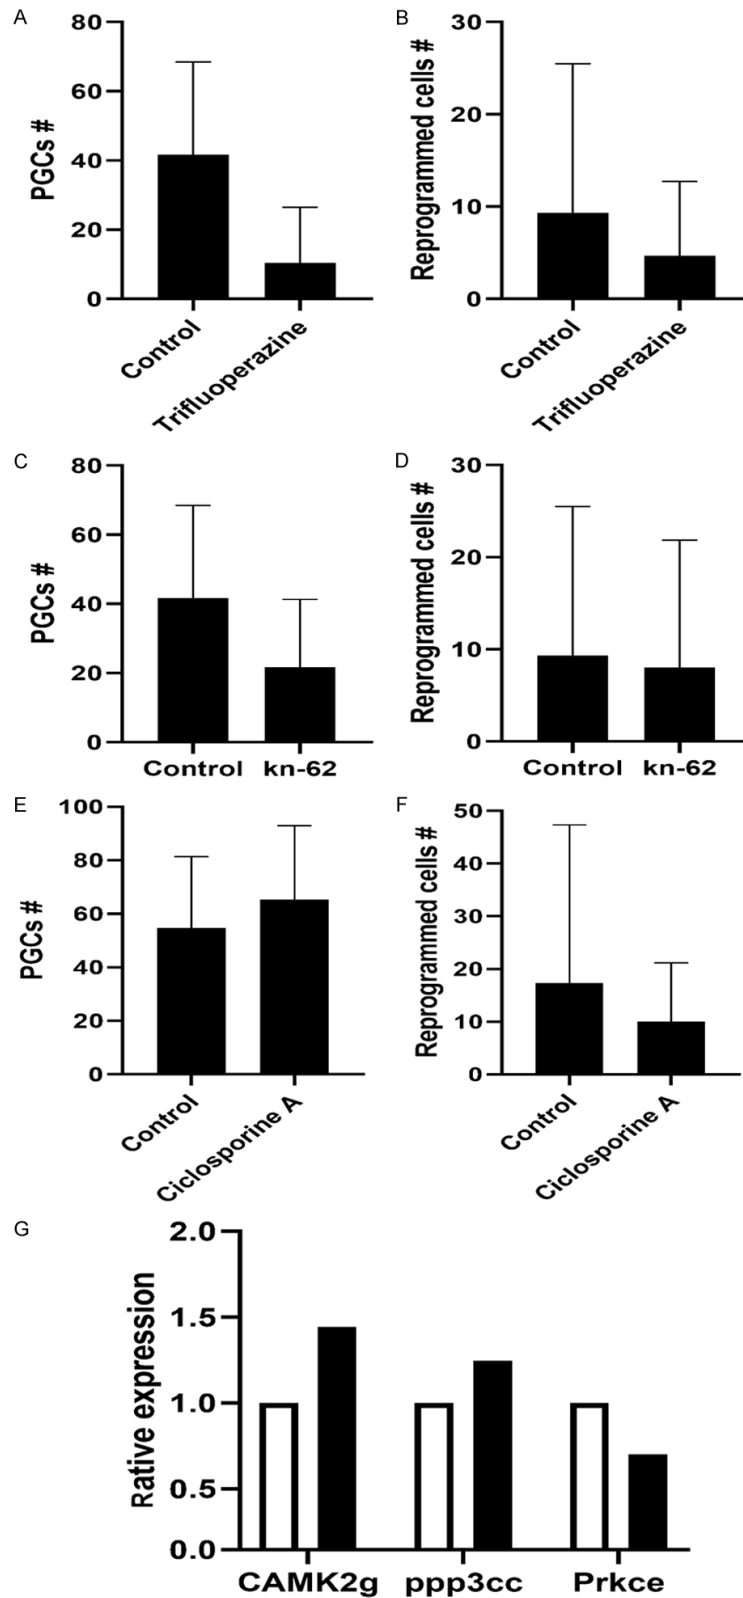 A
PGCs #
80
60
40
20
0
Control
Trifluoperazine
B
Reprogrammed cells #
30
20
10
0
Control
Trifluoperazine
C
PGCs #
80
60
40
20
0
Control kn-62
D
Reprogrammed cells #
30
20
10
0
Control kn-62
E
PGCs #
100
80
60
40
20
0
Control
Ciclosporine A
F
Reprogrammed cells #
50
40
30
20
10
0
Control
Ciclosporine A
G
Rative expression
2.0
1.5
1.0
0.5
0.0
CAMK2g ppp3cc Prkce